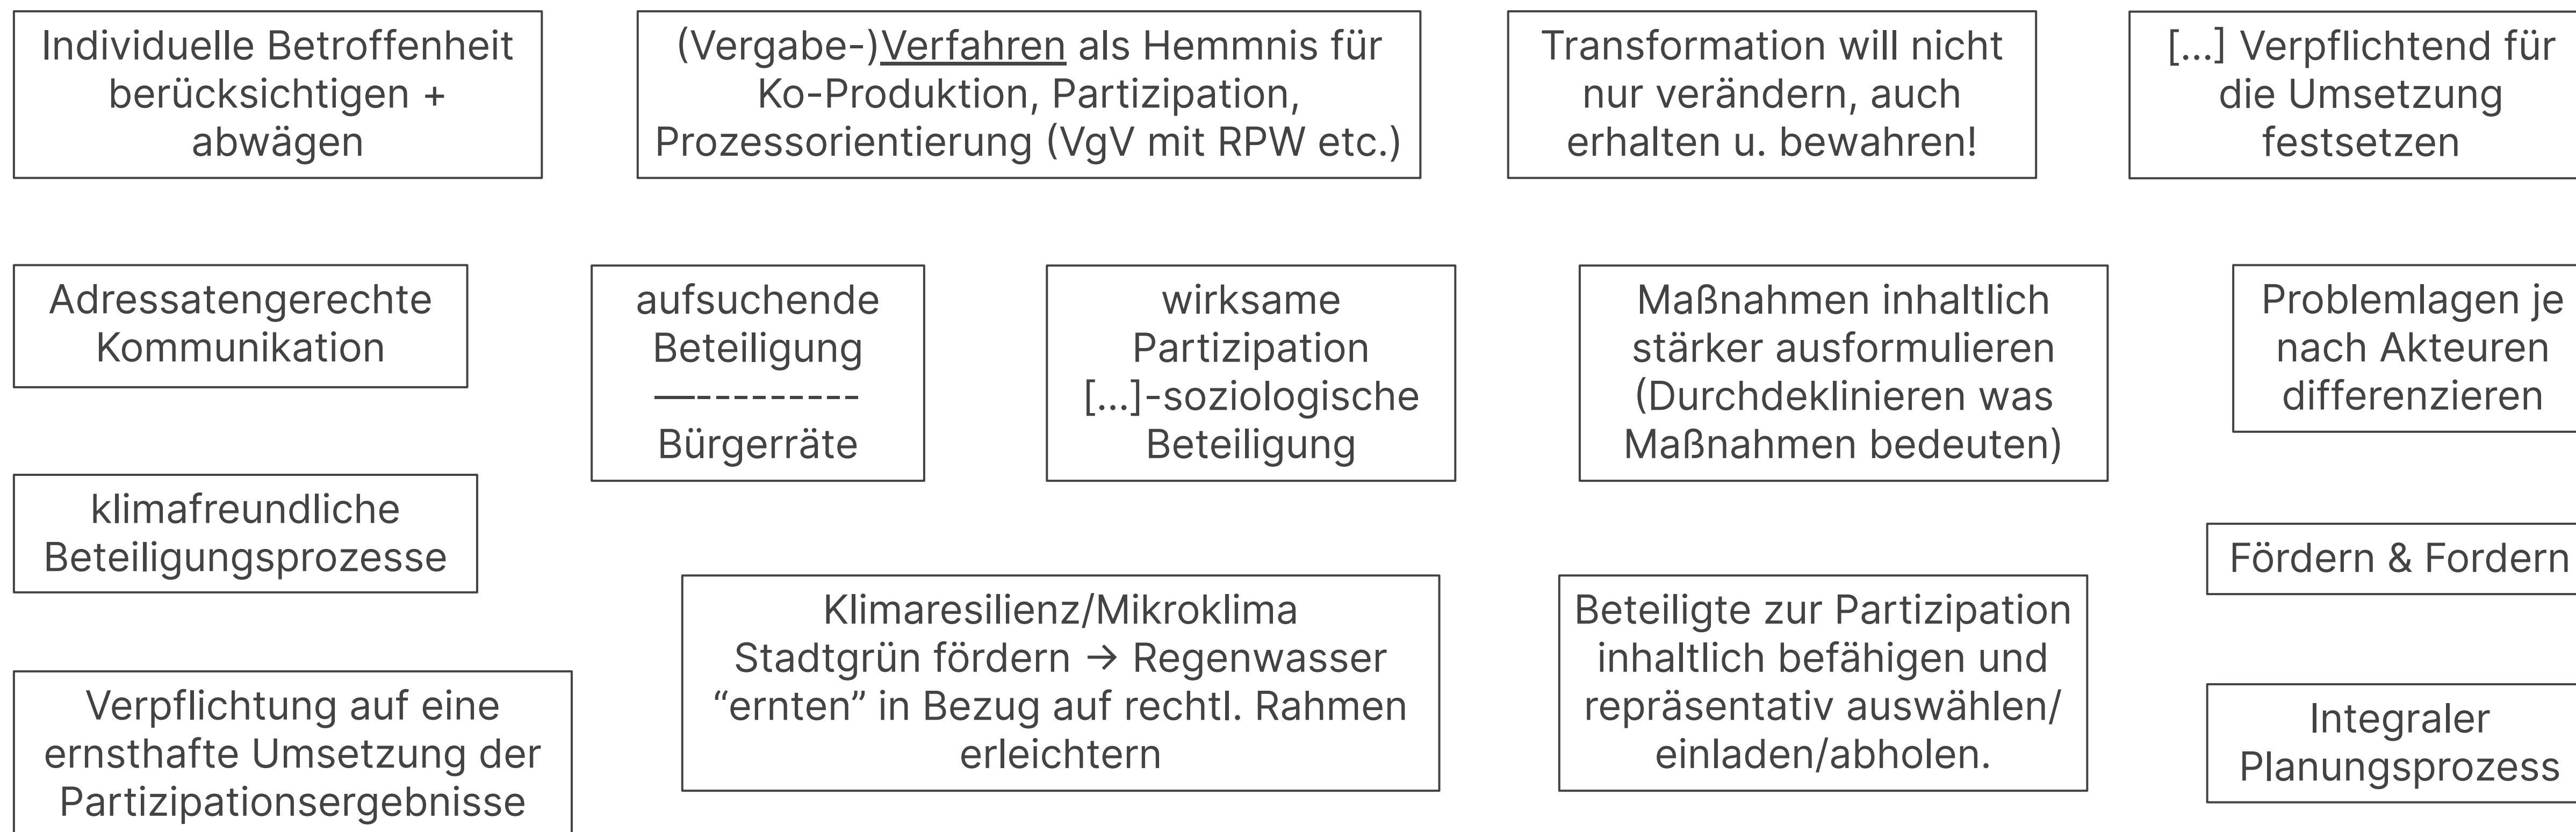 Individuelle Betroffenheit
berücksichtigen +
abwägen
(Vergabe-)Verfahren als Hemmnis für
Ko-Produktion, Partizipation,
Prozessorientierung (VgV mit RPW etc.)
Transformation will nicht
nur verändern, auch
erhalten u. bewahren!
[...] Verpflichtend für
die Umsetzung
festsetzen
Adressatengerechte
Kommunikation
aufsuchende
Beteiligung
—---------
Bürgerräte
wirksame
Partizipation
[...]-soziologische
Beteiligung
Maßnahmen inhaltlich
stärker ausformulieren
(Durchdeklinieren was
Maßnahmen bedeuten)
Problemlagen je
nach Akteuren
differenzieren
klimafreundliche
Beteiligungsprozesse
Fördern & Fordern
Klimaresilienz/Mikroklima
Stadtgrün fördern → Regenwasser
“ernten” in Bezug auf rechtl. Rahmen
erleichtern
Beteiligte zur Partizipation
inhaltlich befähigen und
repräsentativ auswählen/
einladen/abholen.
Verpflichtung auf eine
ernsthafte Umsetzung der
Partizipationsergebnisse
Integraler
Planungsprozess